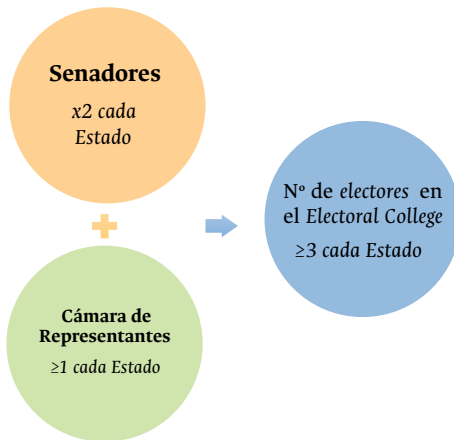 Senadores
x2 cada
Estado
Cámara de
Representantes
≥1 cada Estado
Nº de electores en
el Electoral College
≥3 cada Estado